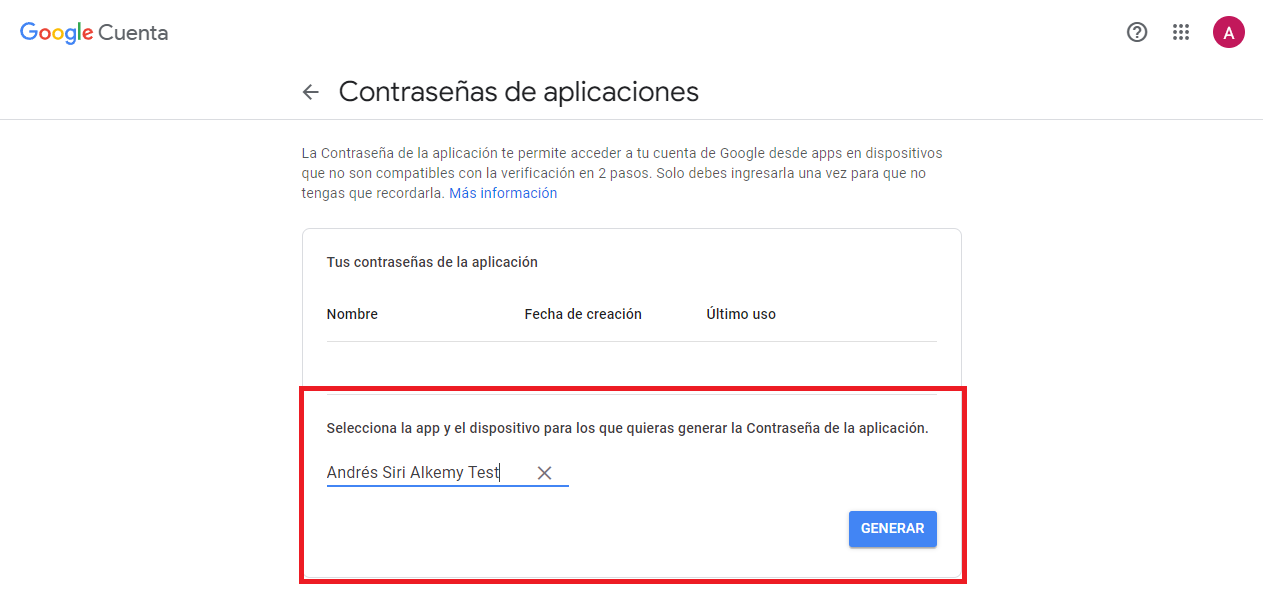 Google Cuenta
A
Contraseñas de aplicaciones
La Contraseña de la aplicación te permite acceder a tu cuenta de Google desde apps en dispositivos
que no son compatibles con la verificación en 2 pasos. Solo debes ingresarla una vez para que no
tengas que recordarla. Más información
Tus contraseñas de la aplicación
Nombre Fecha de creación Último uso
Selecciona la app y el dispositivo para los que quieras generar la Contraseña de la aplicación.
Andrés Siri Alkemy Test
GENERAR